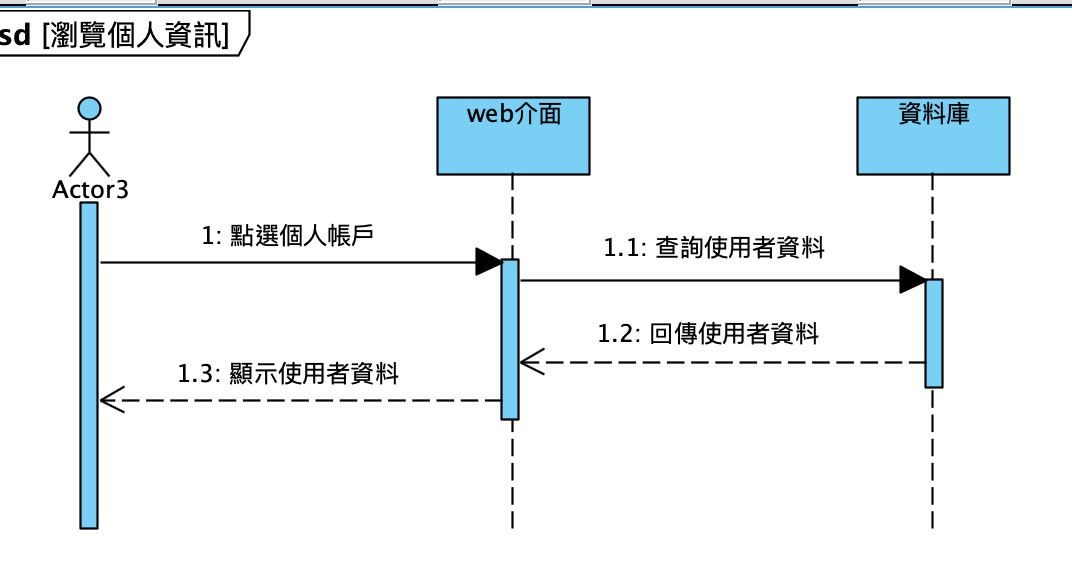 sd [瀏覽個人資訊]
web介面
資料庫
Actor3
1: 點選個人帳戶
1.1: 查詢使用者資料
1.2: 回傳使用者資料
1.3: 顯示使用者資料